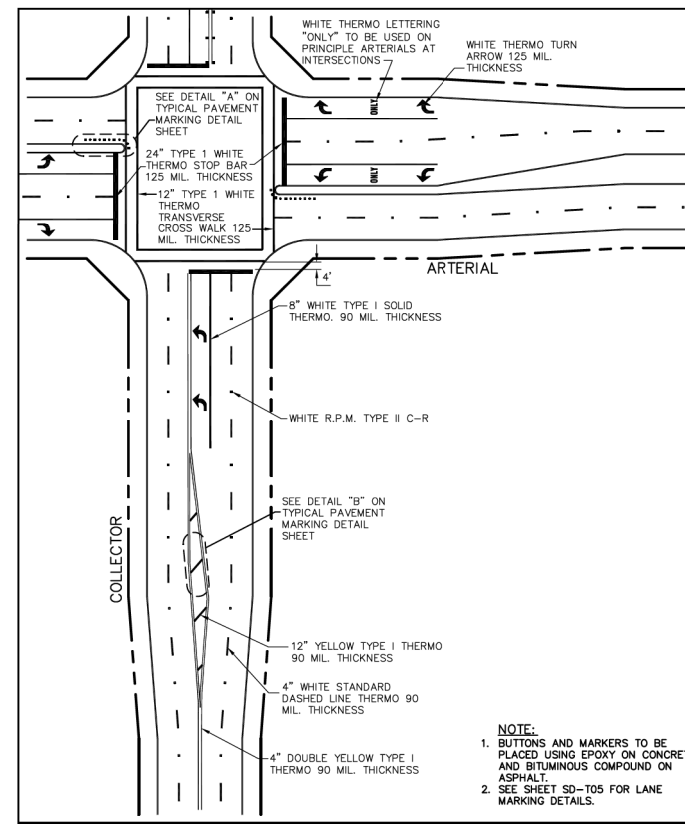 WHITE THERMO LETTERING
"ONLY" TO BE USED ON
PRINCIPLE ARTERIALS AT
INTERSECTIONS
WHITE THERMO TURN
ARROW 125 MIL.
THICKNESS
SEE DETAIL "A" ON
TYPICAL PAVEMENT
MARKING DETAIL
SHEET
24" TYPE 1 WHITE
THERMO STOP BAR
125 MIL. THICKNESS
12" TYPE 1 WHITE
THERMO
TRANSVERSE
CROSS WALK 125
MIL. THICKNESS
ONLY
ONLY
ARTERIAL
4'
8" WHITE TYPE I SOLID
THERMO. 90 MIL. THICKNESS
WHITE R.P.M. TYPE II C-R
SEE DETAIL "B" ON
TYPICAL PAVEMENT
MARKING DETAIL
SHEET
COLLECTOR
12" YELLOW TYPE I THERMO
90 MIL. THICKNESS
4" WHITE STANDARD
DASHED LINE THERMO 90
MIL. THICKNESS
4" DOUBLE YELLOW TYPE I
THERMO 90 MIL. THICKNESS
NOTE:
1. BUTTONS AND MARKERS TO BE
PLACED USING EPOXY ON CONCRET
AND BITUMINOUS COMPOUND ON
ASPHALT.
2. SEE SHEET SD-T05 FOR LANE
MARKING DETAILS.